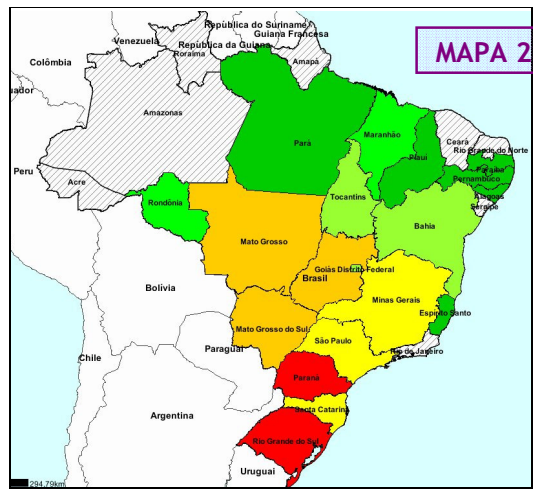 MAPA 2
República do Suriname
Guiana Francesa
Venezuela
República da Guiana
Roraima
Colômbia
Amapá
uador
Amazonas
Pará
Maranhão
Ceará
Rio Grande do Norte
Piauí
Paraíba
Peru
Acre
Pernambuco
Alagoas
Rondônia
Tocantins
Sergipe
Bahia
Mato Grosso
Goiás
Distrito Federal
Brasil
Bolívia
Minas Gerais
Espírito Santo
Mato Grosso do Sul
São Paulo
Paraguai
Rio de Janeiro
Chile
Paraná
Santa Catarina
Argentina
Rio Grande do Sul
Uruguai
294.79km